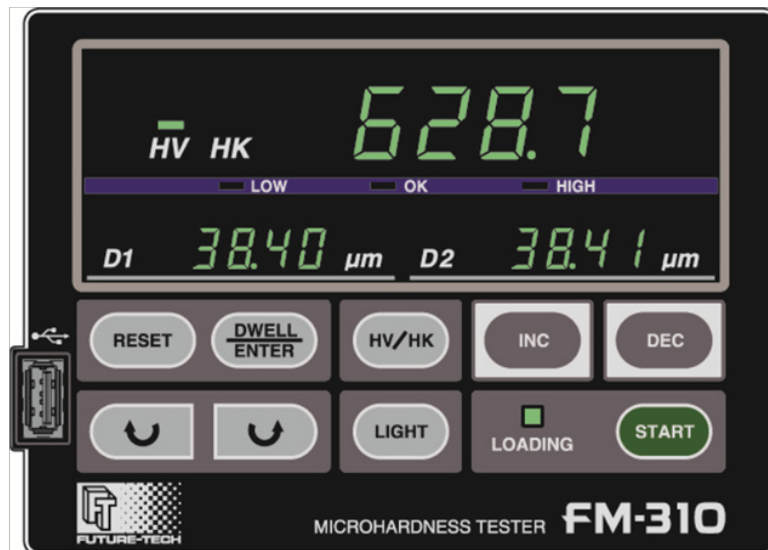 628.7
HV HK
LOW OK HIGH
D1 38.40 µm D2 38.41 µm
RESET DWELL/ENTER HV/HK INC DEC
LIGHT LOADING START
FT
FUTURE-TECH
MICROHARDNESS TESTER FM-310